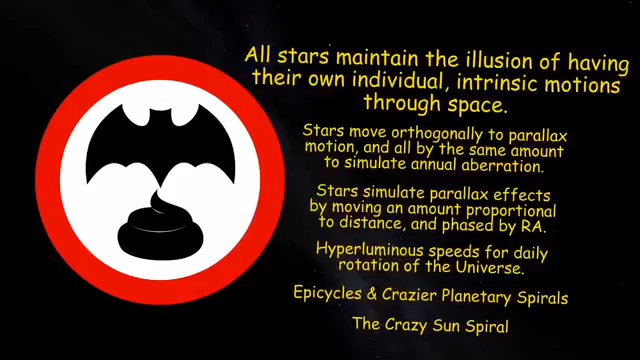 All stars maintain the illusion of having
their own individual, intrinsic motions
through space.
Stars move orthogonally to parallax
motion, and all by the same amount
to simulate annual aberration.
Stars simulate parallax effects
by moving an amount proportional
to distance, and phased by RA.
Hyperluminous speeds for daily
rotation of the Universe.
Epicycles & Crazier Planetary Spirals
The Crazy Sun Spiral